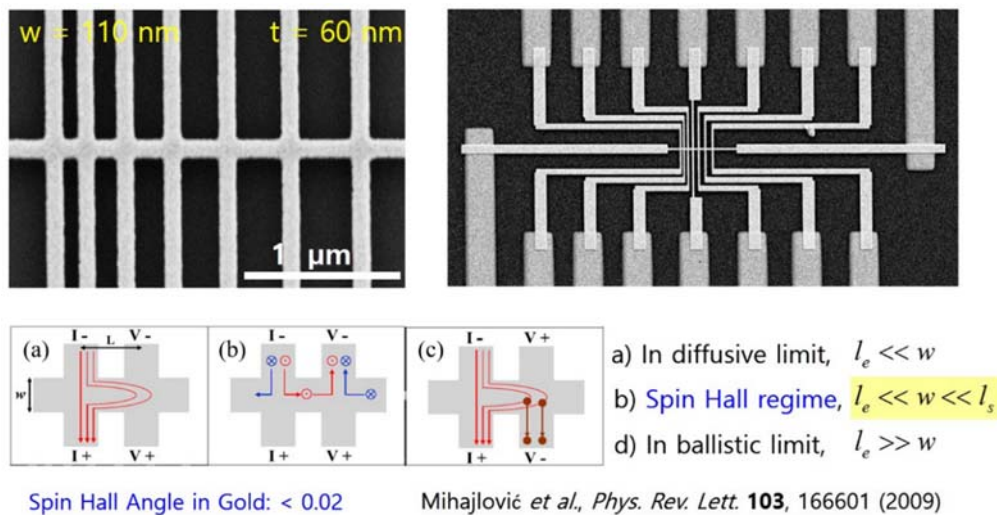 w = 110 nm t = 60 nm
1 μm
(a) I - L V -
w
I + V +
(b) I - V -
I + V +
(c) I - V +
I + V -
a) In diffusive limit, l_e << w
b) Spin Hall regime, l_e << w << l_s
d) In ballistic limit, l_e >> w
Spin Hall Angle in Gold: < 0.02 Mihajlović et al., Phys. Rev. Lett. 103, 166601 (2009)